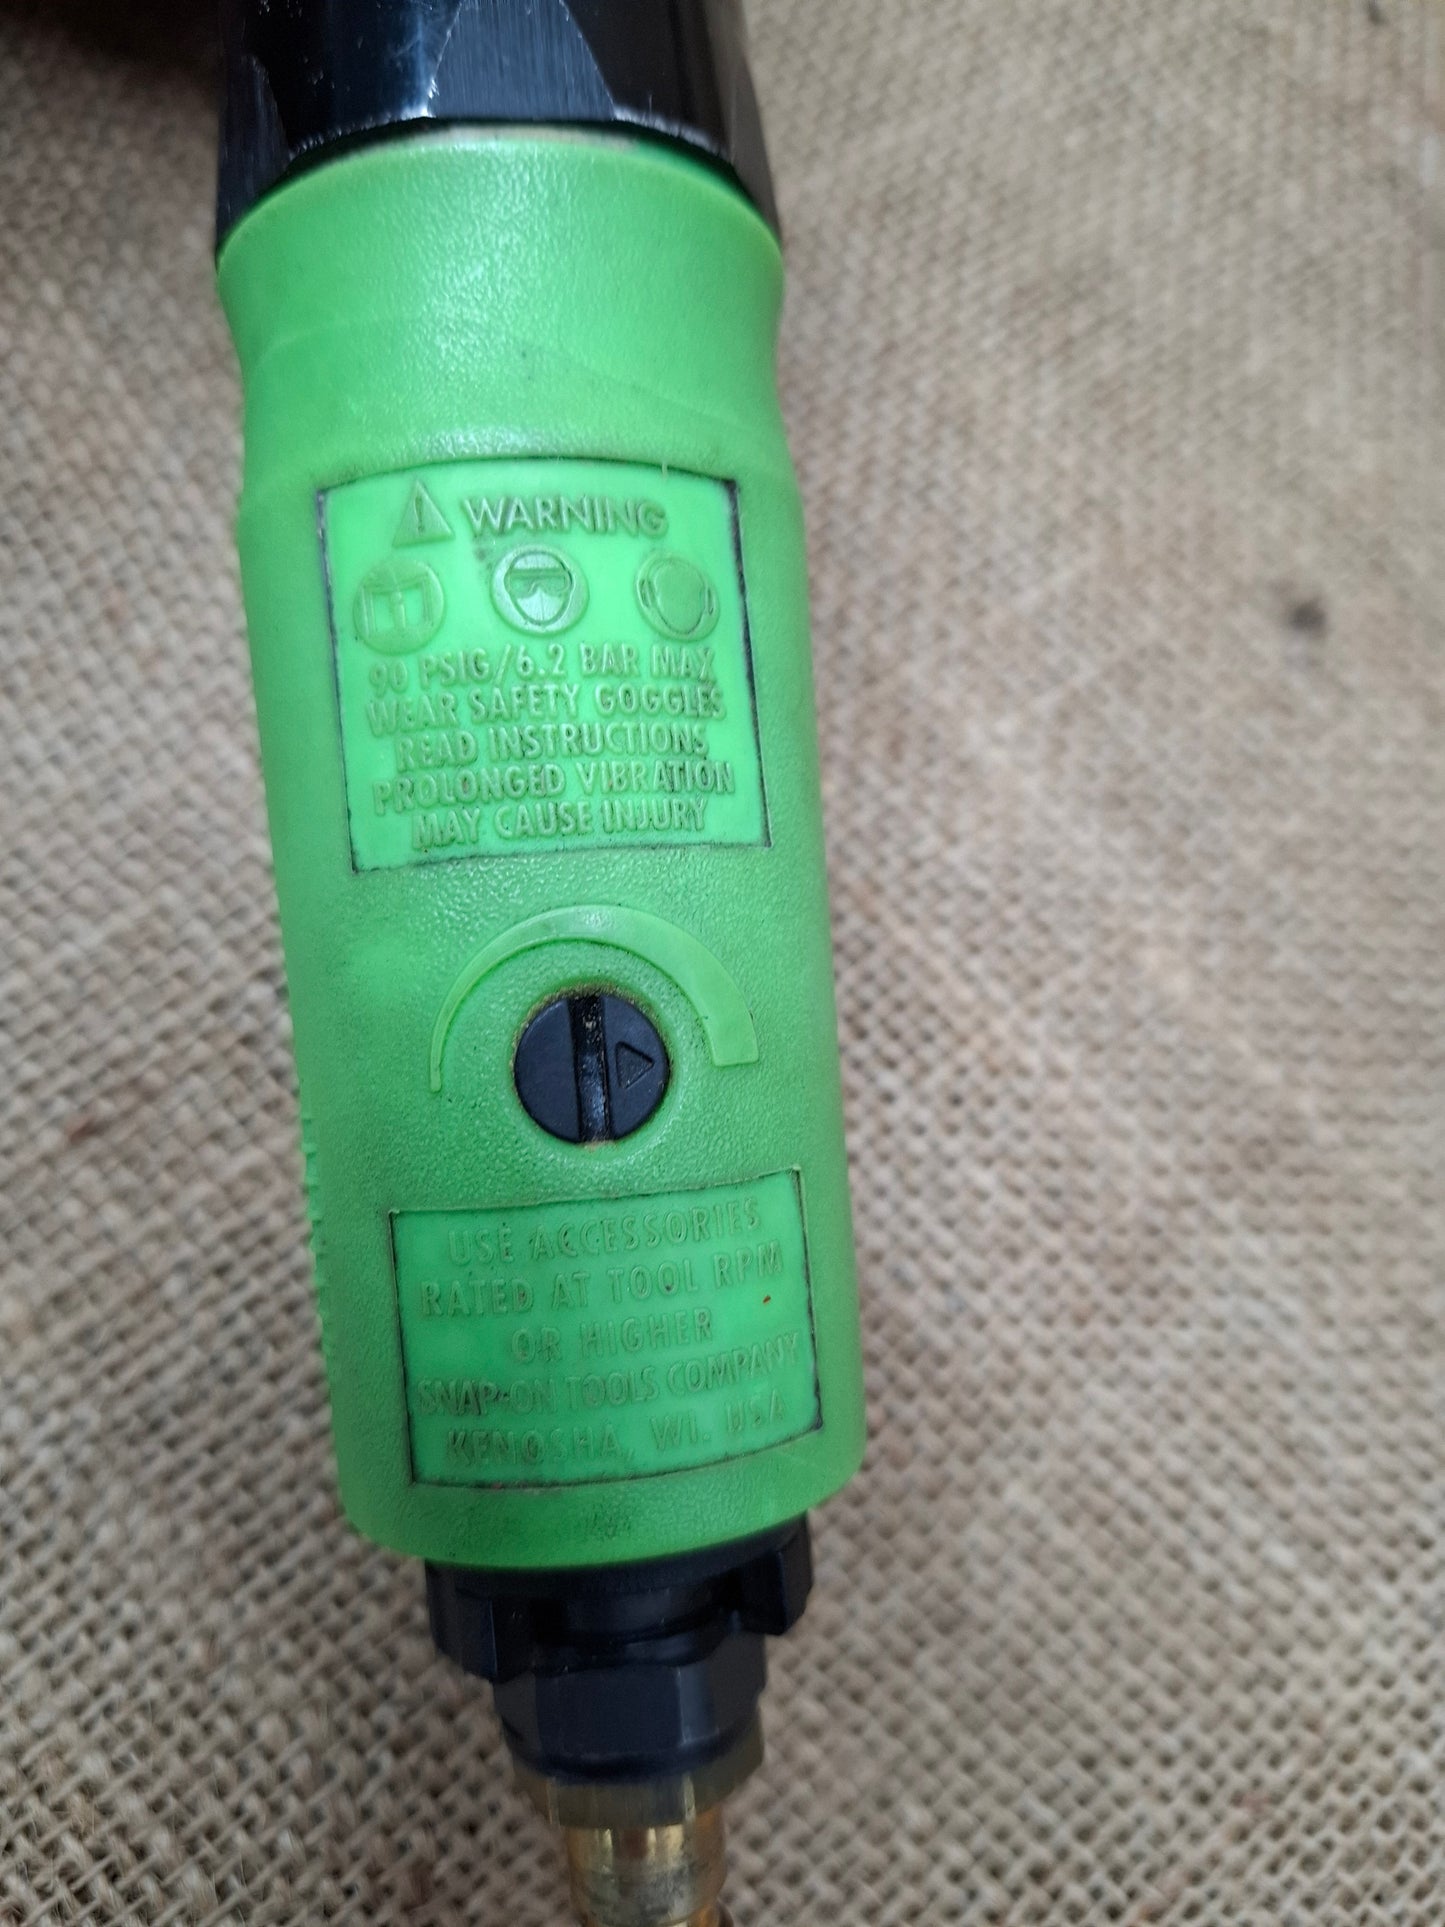 WARNING
90 PSIG/6.2 BAR MAX
WEAR SAFETY GOGGLES
READ INSTRUCTIONS
PROLONGED VIBRATION
MAY CAUSE INJURY
USE ACCESSORIES
RATED AT TOOL RPM
OR HIGHER
SNAP-ON TOOLS COMPANY
KENOSHA, WI. USA